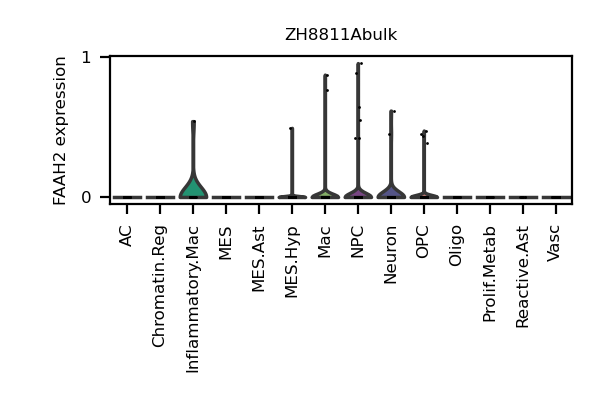 ZH8811Abulk
FAAH2 expression
1
0
AC
Chromatin.Reg
Inflammatory.Mac
MES
MES.Ast
MES.Hyp
Mac
NPC
Neuron
OPC
Oligo
Prolif.Metab
Reactive.Ast
Vasc